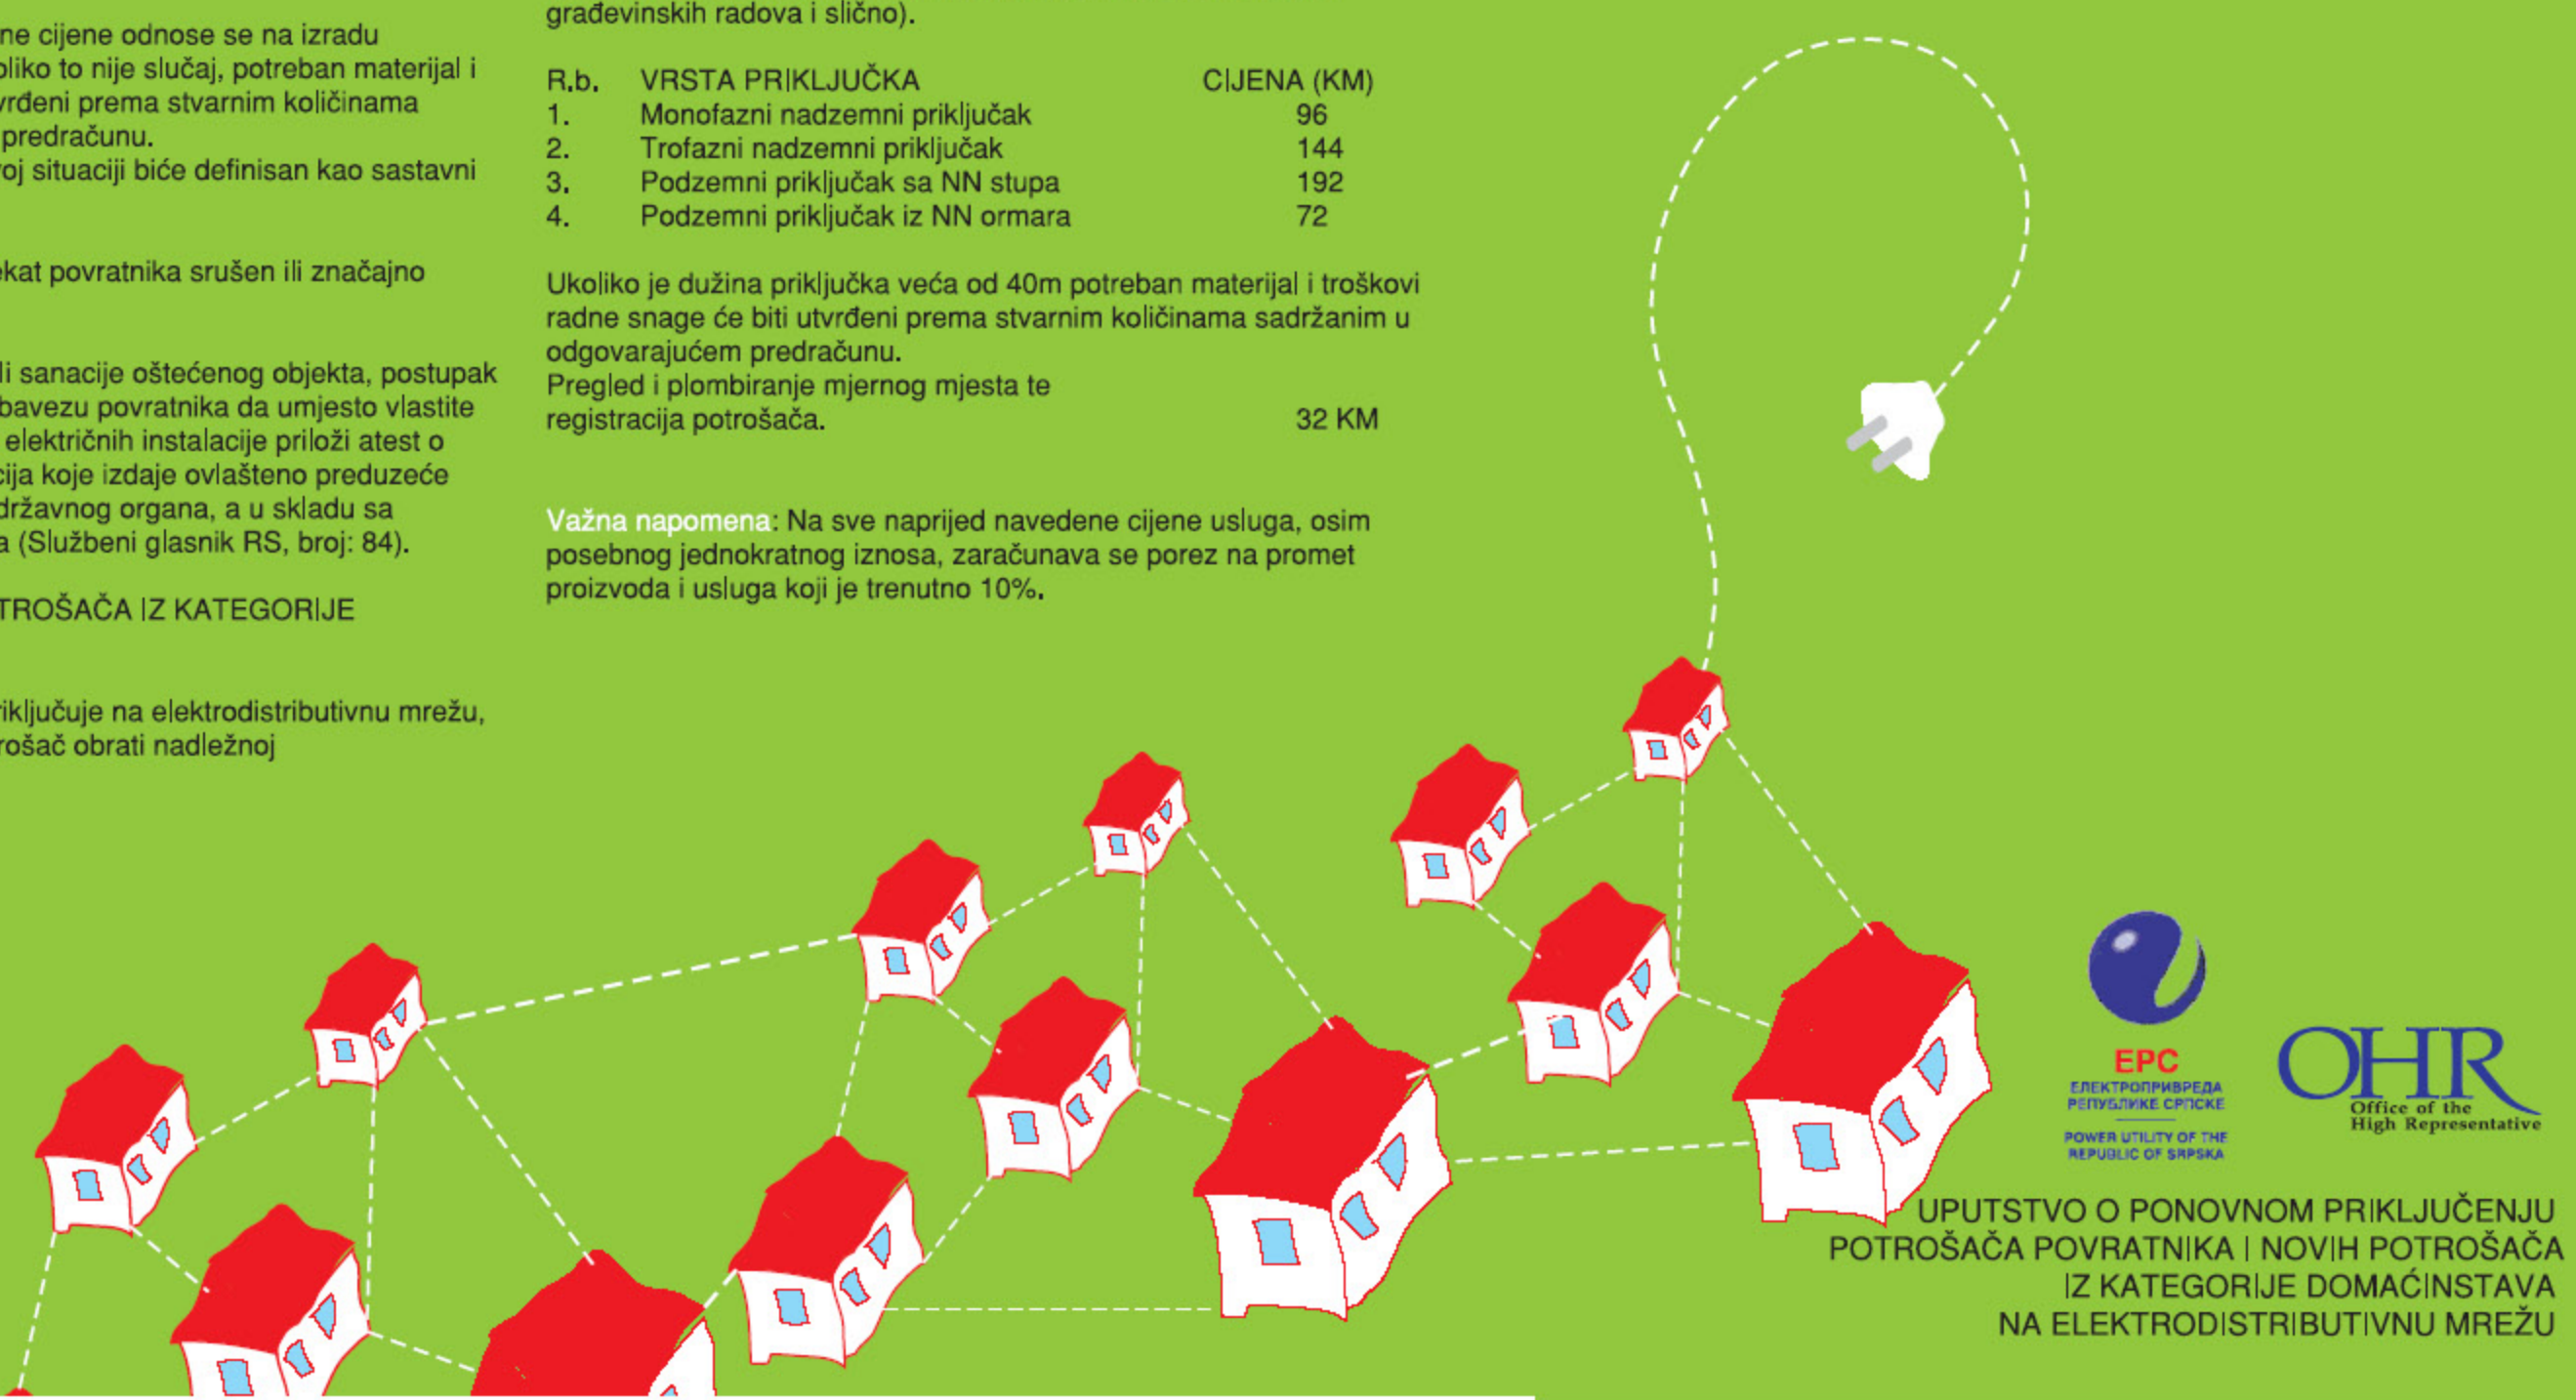 ne cijene odnose se na izradu
oliko to nije slučaj, potreban materijal i
vrđeni prema stvarnim količinama
predračunu.
oj situaciji biće definisan kao sastavni
ekat povratnika srušen ili značajno
li sanacije oštećenog objekta, postupak
bavezu povratnika da umjesto vlastite
električnih instalacije priloži atest o
cija koje izdaje ovlašteno preduzeće
državnog organa, a u skladu sa
a (Službeni glasnik RS, broj: 84).
TROŠAČA IZ KATEGORIJE
riključuje na elektrodistributivnu mrežu,
rošač obrati nadležnoj
građevinskih radova i slično).
R.b. VRSTA PRIKLJUČKA CIJENA (KM)
1. Monofazni nadzemni priključak 96
2. Trofazni nadzemni priključak 144
3. Podzemni priključak sa NN stupa 192
4. Podzemni priključak iz NN ormara 72
Ukoliko je dužina priključka veća od 40m potreban materijal i troškovi
radne snage će biti utvrđeni prema stvarnim količinama sadržanim u
odgovarajućem predračunu.
Pregled i plombiranje mjernog mjesta te
registracija potrošača. 32 KM
Važna napomena: Na sve naprijed navedene cijene usluga, osim
posebnog jednokratnog iznosa, zaračunava se porez na promet
proizvoda i usluga koji je trenutno 10%.
EPC
ЕЛЕКТРОПРИВРЕДА
РЕПУБЛИКЕ СРПСКЕ
POWER UTILITY OF THE
REPUBLIC OF SRPSKA
OHR
Office of the
High Representative
UPUTSTVO O PONOVNOM PRIKLJUČENJU
POTROŠAČA POVRATNIKA I NOVIH POTROŠAČA
IZ KATEGORIJE DOMAĆINSTAVA
NA ELEKTRODISTRIBUTIVNU MREŽU